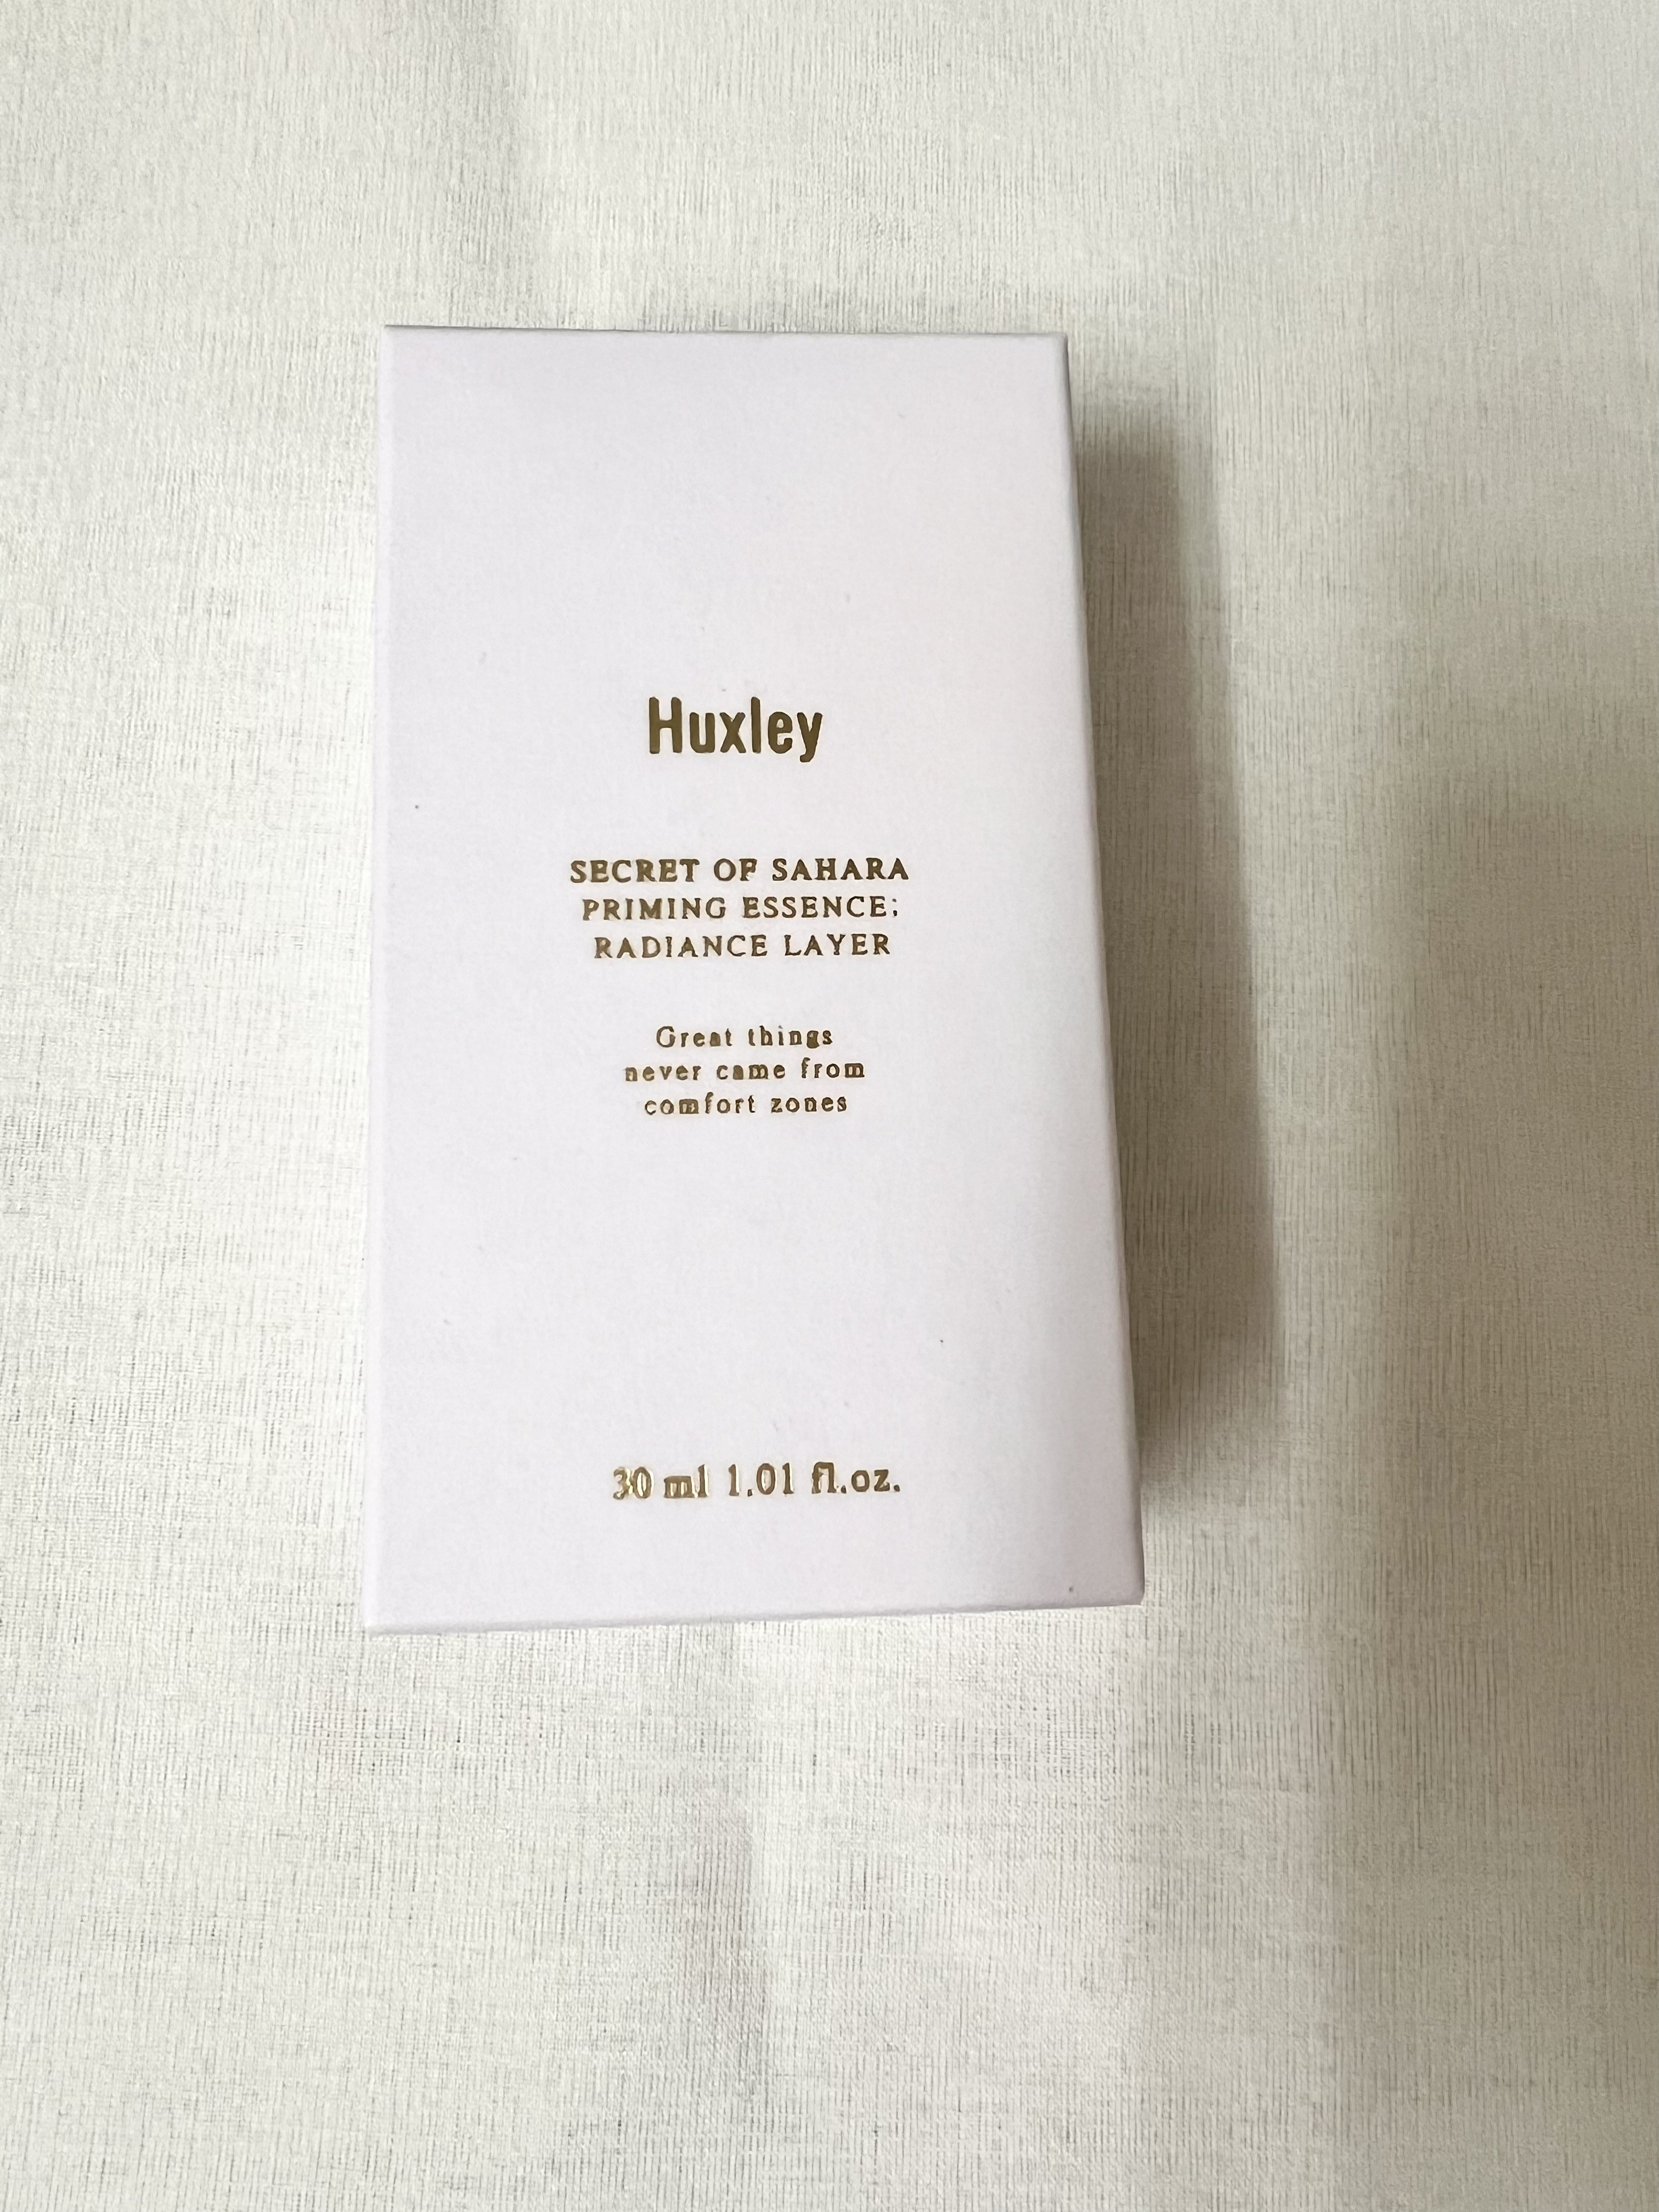 Huxley
SECRET OF SAHARA
PRIMING ESSENCE;
RADIANCE LAYER
Great things
never came from
comfort zones
30 ml 1.01 fl.oz.